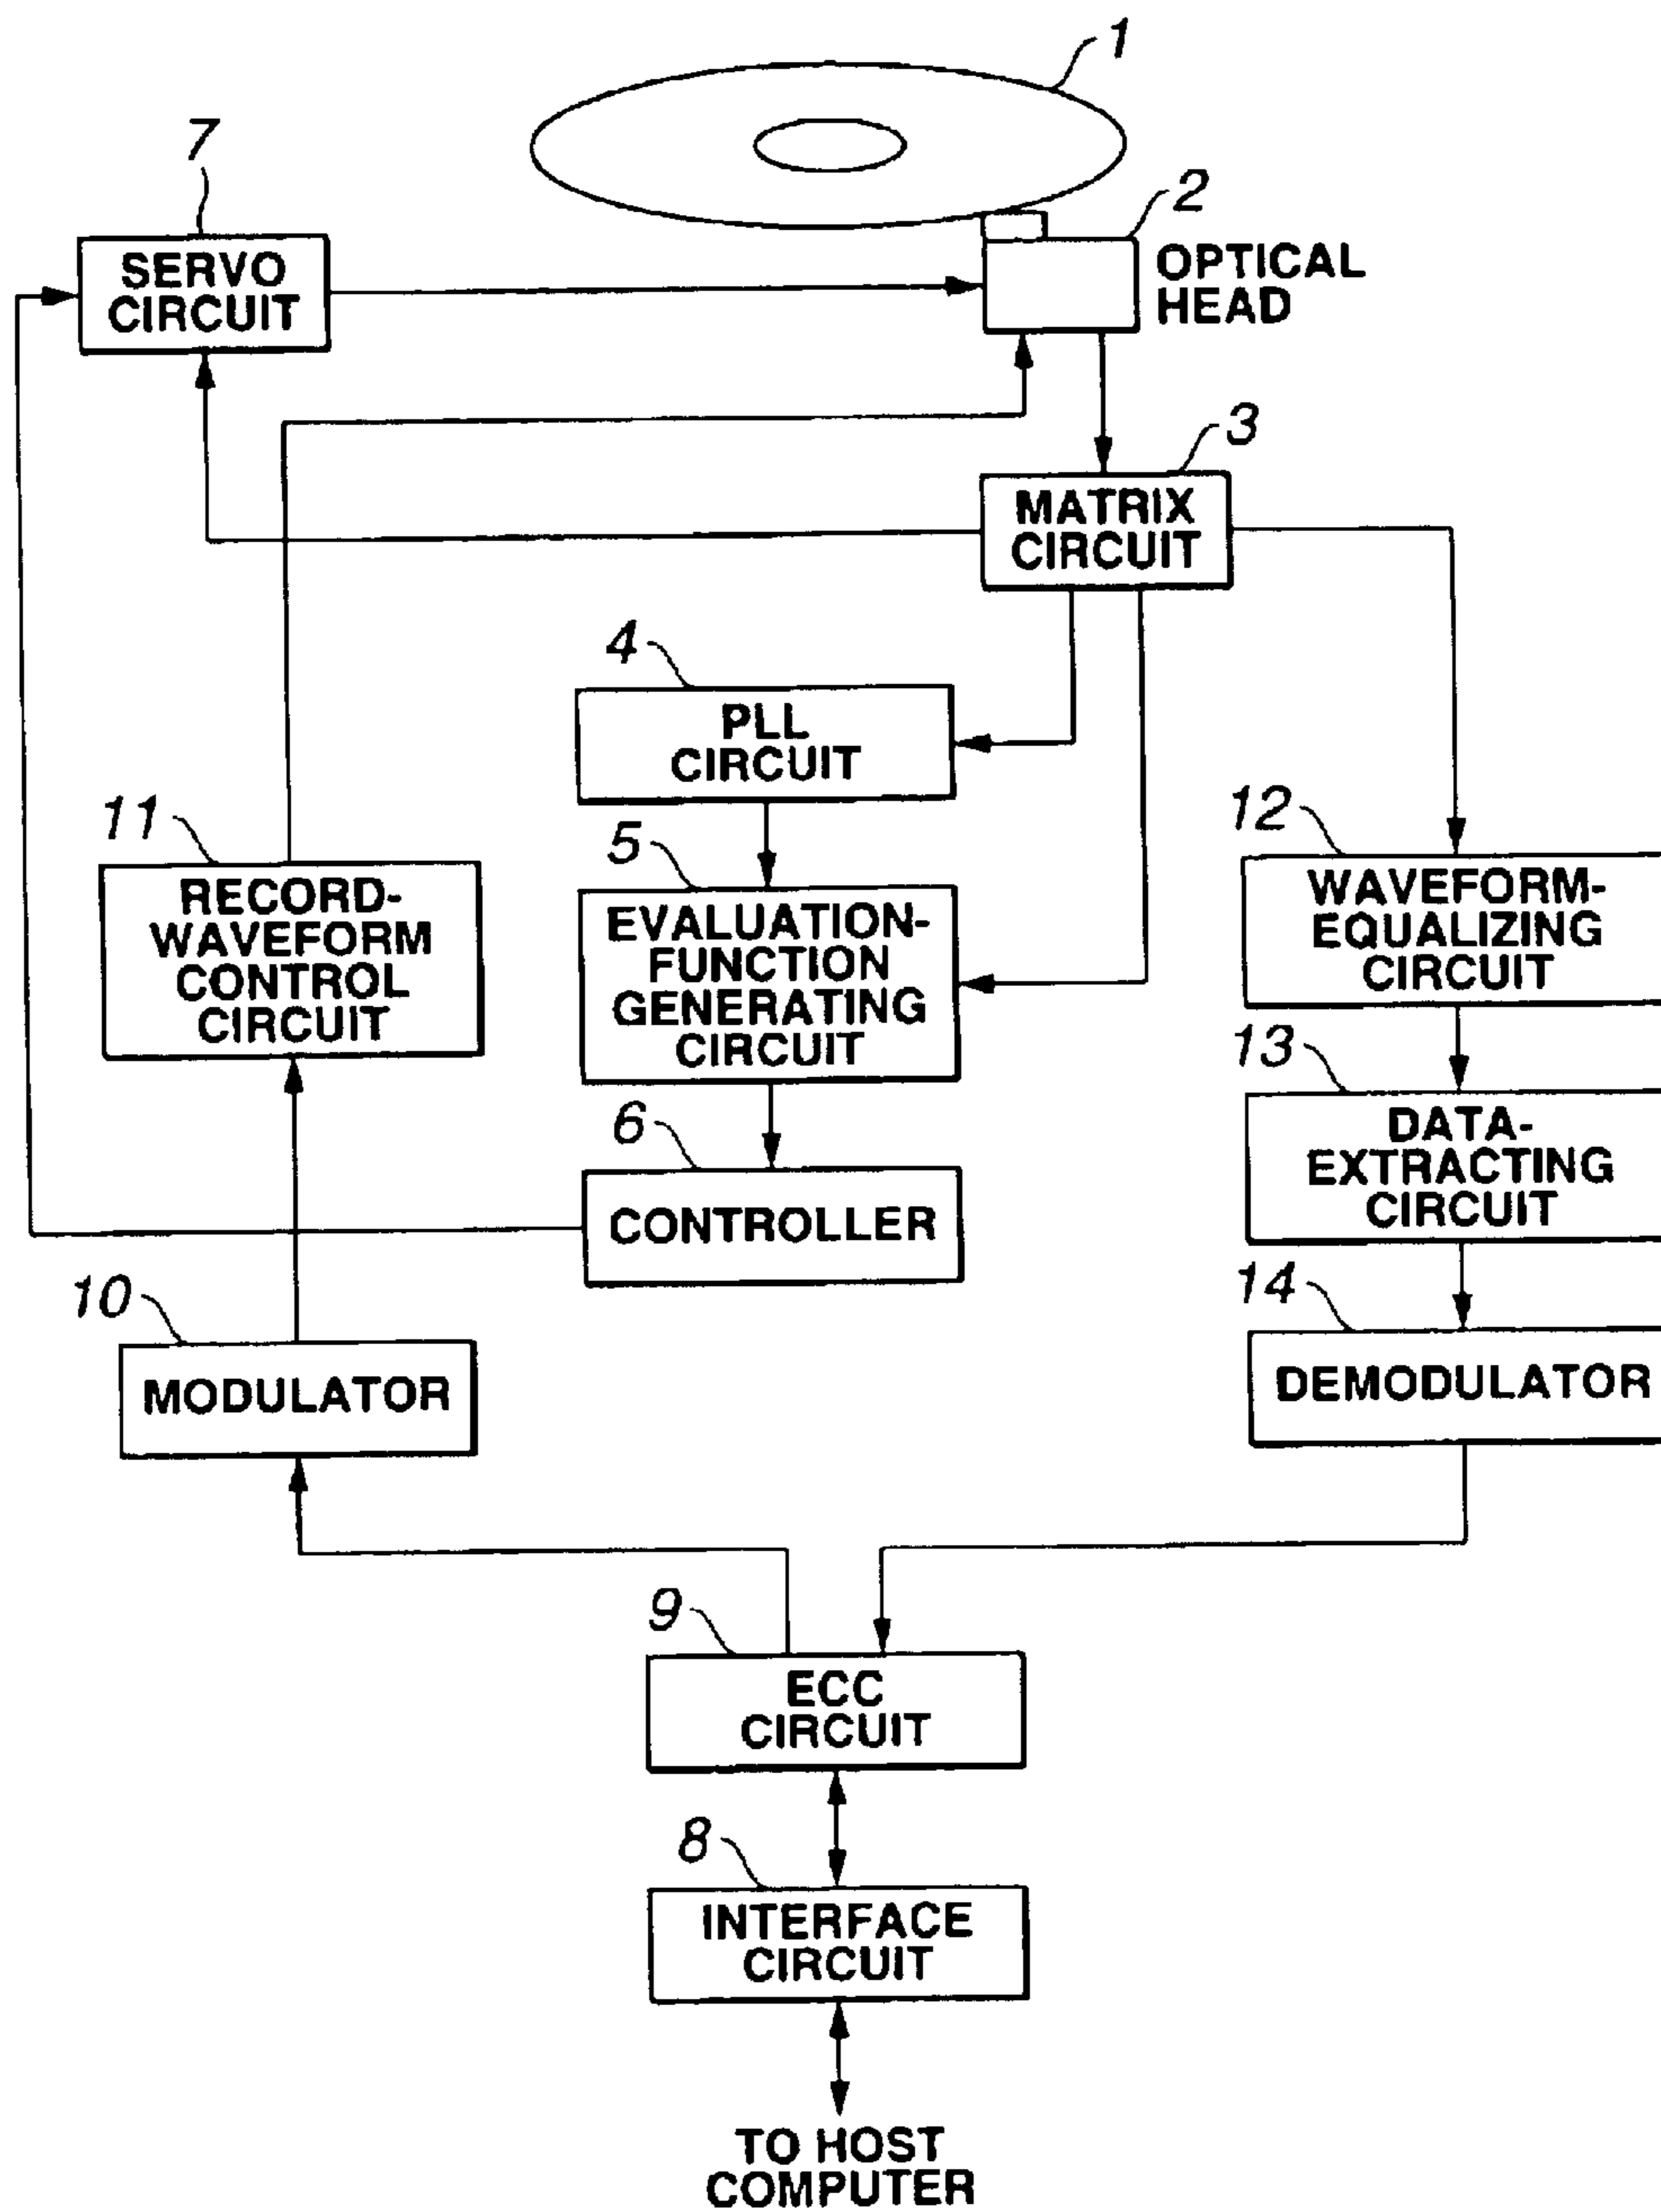 1
7
2
SERVO
CIRCUIT
OPTICAL
HEAD
3
MATRIX
CIRCUIT
4
PLL
CIRCUIT
11
5
12
RECORD-
WAVEFORM
CONTROL
CIRCUIT
EVALUATION-
FUNCTION
GENERATING
CIRCUIT
WAVEFORM-
EQUALIZING
CIRCUIT
13
6
DATA-
EXTRACTING
CIRCUIT
CONTROLLER
10
14
MODULATOR
DEMODULATOR
9
ECC
CIRCUIT
8
INTERFACE
CIRCUIT
TO HOST
COMPUTER